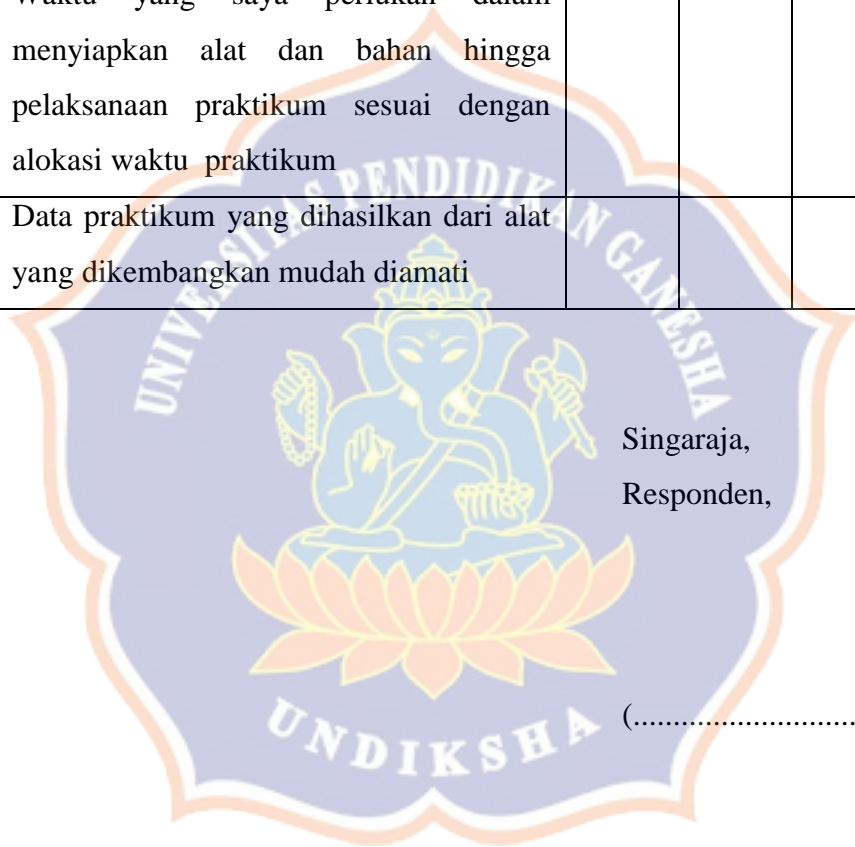 Waktu yang saya perlukan dalam
menyiapkan alat dan bahan hingga
pelaksanaan praktikum sesuai dengan
alokasi waktu praktikum
Data praktikum yang dihasilkan dari alat
yang dikembangkan mudah diamati
UNIVERSITAS PENDIDIKAN GANESHA
Singaraja,
Responden,
(............................
UNDIKSHA